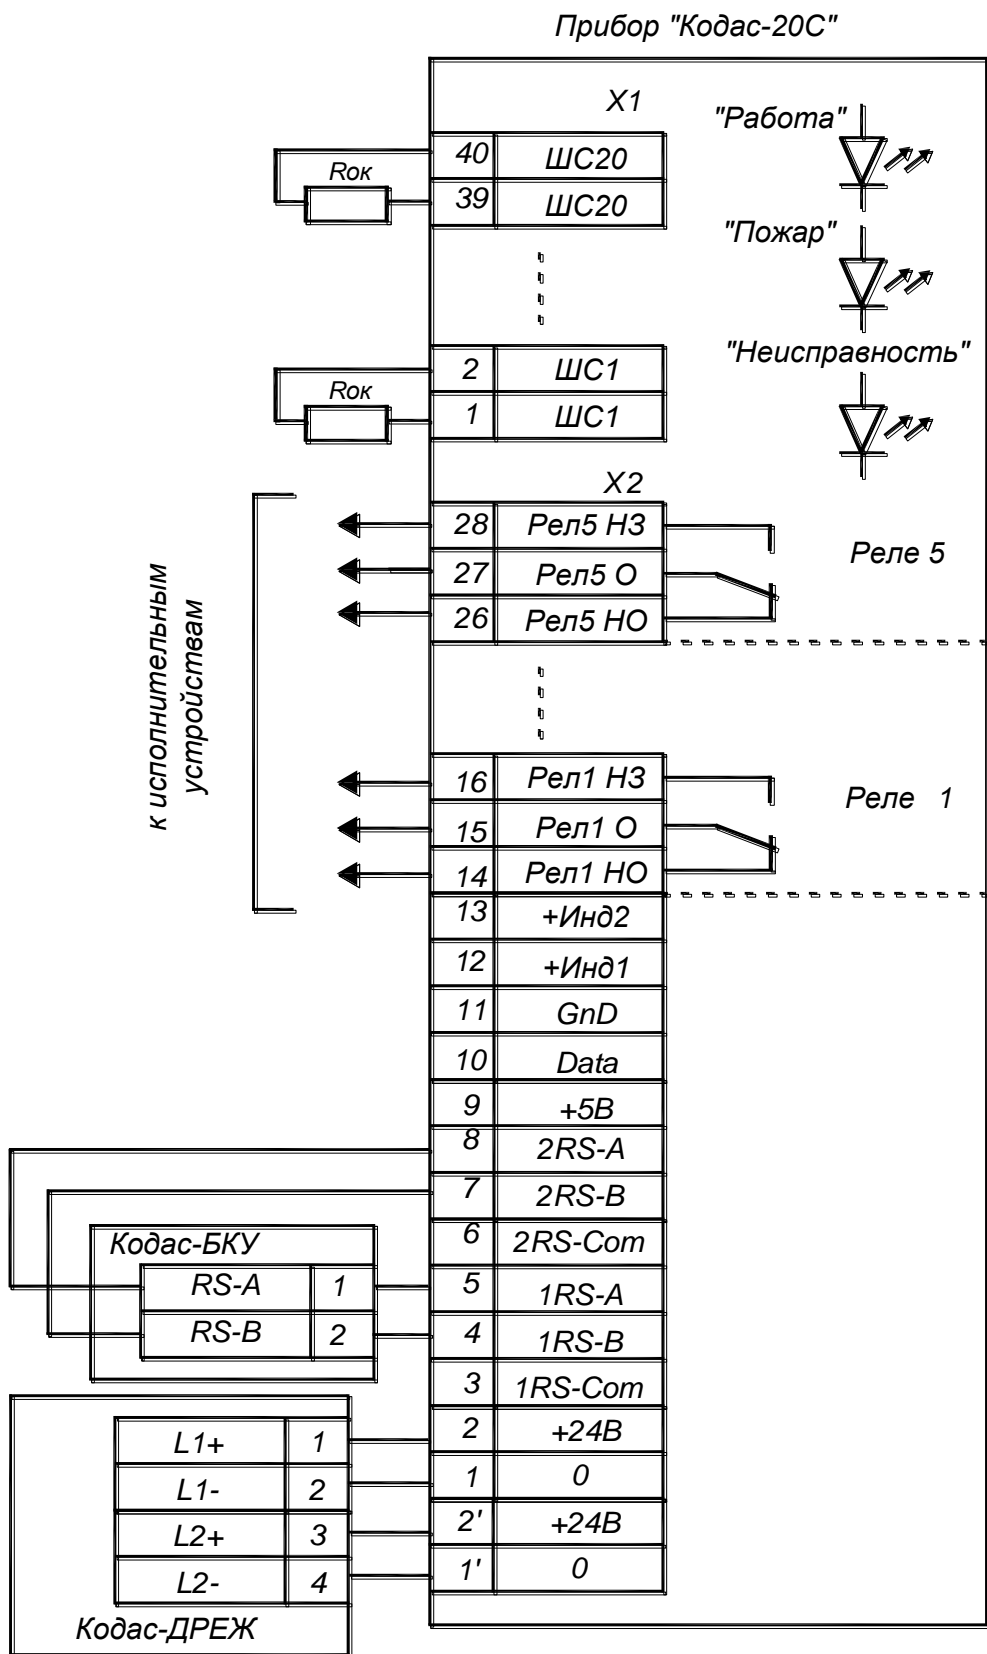 Прибор "Кодас-20С"
X1
"Работа"
40 ШС20
Rок
39 ШС20
"Пожар"
"Неисправность"
2 ШС1
Rок
1 ШС1
X2
28 Рел5 НЗ
27 Рел5 О
Реле 5
26 Рел5 НО
к исполнительным
устройствам
16 Рел1 НЗ
Реле 1
15 Рел1 О
14 Рел1 НО
13 +Инд2
12 +Инд1
11 GnD
10 Data
9 +5В
8 2RS-A
7 2RS-B
6 2RS-Com
Кодас-БКУ
RS-A 1 5 1RS-A
RS-B 2 4 1RS-B
3 1RS-Com
L1+ 1 2 +24В
L1- 2 1 0
L2+ 3 2' +24В
L2- 4 1' 0
Кодас-ДРЕЖ